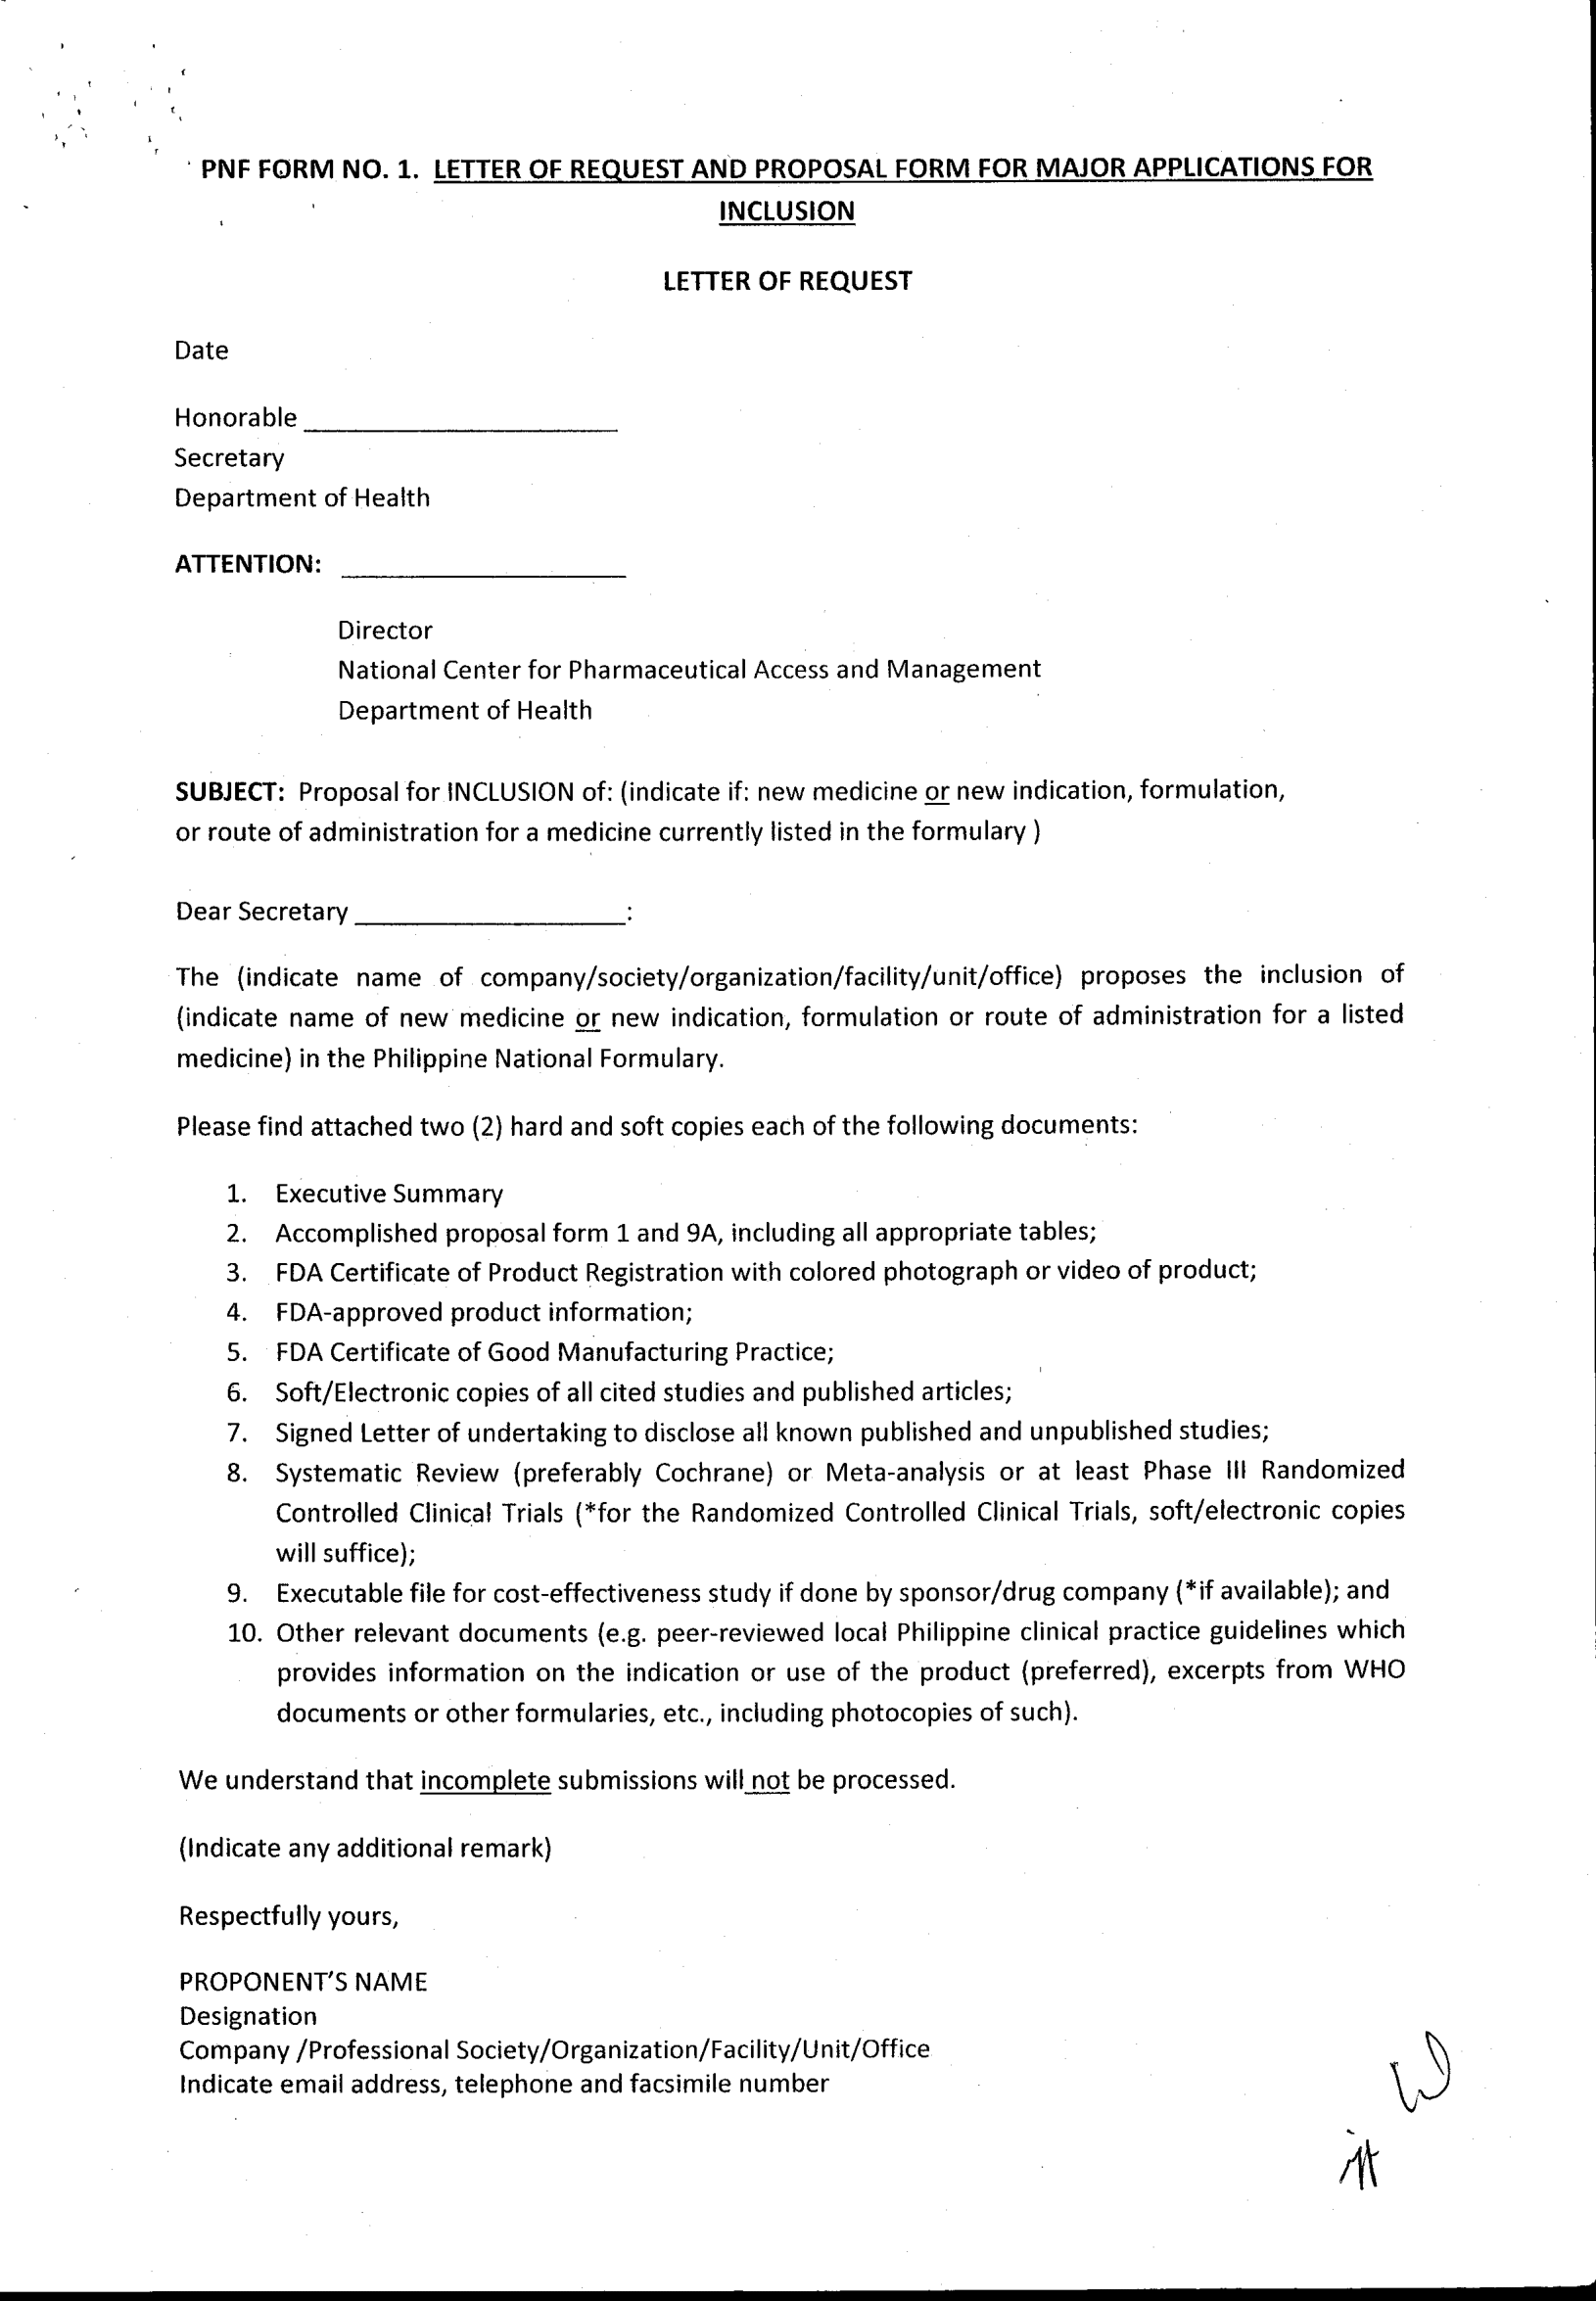 PNF FORM NO. 1. LETTER OF REQUEST AND PROPOSAL FORM FOR MAJOR APPLICATIONS FOR
INCLUSION
LETTER OF REQUEST
Date
Honorable ____________________
Secretary
Department of Health
ATTENTION: ____________________
Director
National Center for Pharmaceutical Access and Management
Department of Health
SUBJECT: Proposal for INCLUSION of: (indicate if: new medicine or new indication, formulation,
or route of administration for a medicine currently listed in the formulary )
Dear Secretary ____________________:
The (indicate name of company/society/organization/facility/unit/office) proposes the inclusion of
(indicate name of new medicine or new indication, formulation or route of administration for a listed
medicine) in the Philippine National Formulary.
Please find attached two (2) hard and soft copies each of the following documents:
1. Executive Summary
2. Accomplished proposal form 1 and 9A, including all appropriate tables;
3. FDA Certificate of Product Registration with colored photograph or video of product;
4. FDA-approved product information;
5. FDA Certificate of Good Manufacturing Practice;
6. Soft/Electronic copies of all cited studies and published articles;
7. Signed Letter of undertaking to disclose all known published and unpublished studies;
8. Systematic Review (preferably Cochrane) or Meta-analysis or at least Phase III Randomized
Controlled Clinical Trials (*for the Randomized Controlled Clinical Trials, soft/electronic copies
will suffice);
9. Executable file for cost-effectiveness study if done by sponsor/drug company (*if available); and
10. Other relevant documents (e.g. peer-reviewed local Philippine clinical practice guidelines which
provides information on the indication or use of the product (preferred), excerpts from WHO
documents or other formularies, etc., including photocopies of such).
We understand that incomplete submissions will not be processed.
(Indicate any additional remark)
Respectfully yours,
PROPONENT'S NAME
Designation
Company /Professional Society/Organization/Facility/Unit/Office
Indicate email address, telephone and facsimile number